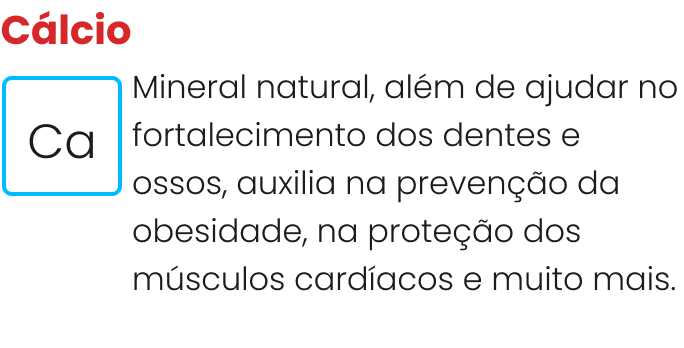 Cálcio
Ca
Mineral natural, além de ajudar no
fortalecimento dos dentes e
ossos, auxilia na prevenção da
obesidade, na proteção dos
músculos cardíacos e muito mais.